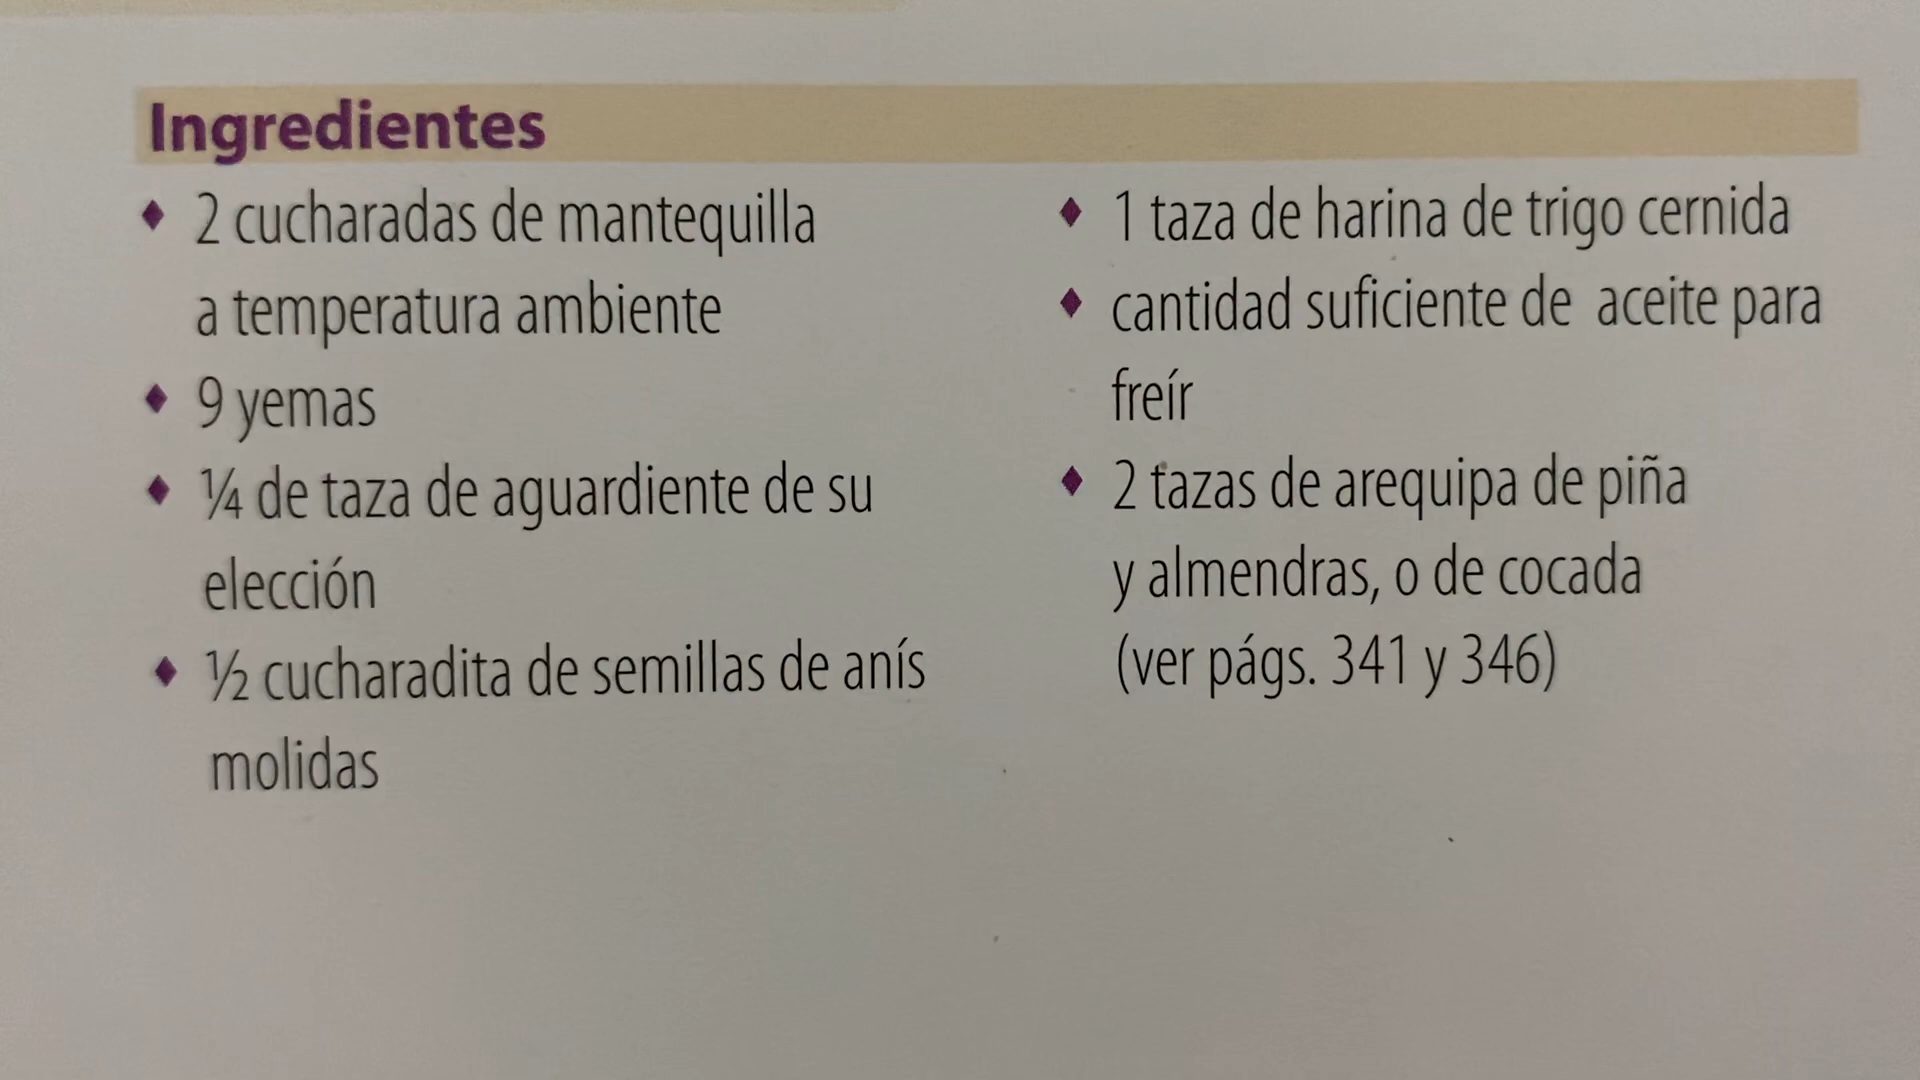 Ingredientes
2 cucharadas de mantequilla
a temperatura ambiente
9 yemas
¼ de taza de aguardiente de su
elección
½ cucharadita de semillas de anís
molidas
1 taza de harina de trigo cernida
cantidad suficiente de aceite para
freír
2 tazas de arequipa de piña
y almendras, o de cocada
(ver págs. 341 y 346)